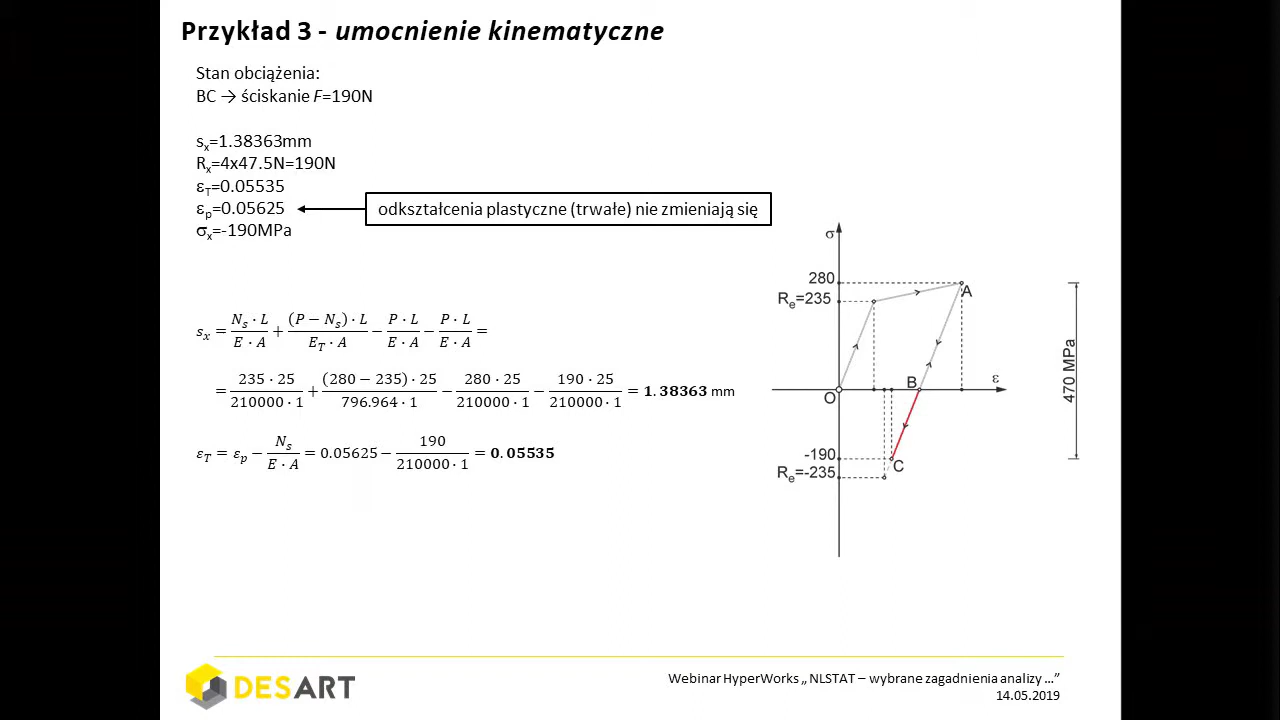 Przykład 3 - umocnienie kinematyczne
Stan obciążenia:
BC → ściskanie F=190N
sₓ=1.38363mm
Rₓ=4x47.5N=190N
ε_T=0.05535
ε_p=0.05625
odkształcenia plastyczne (trwałe) nie zmieniają się
σₓ=-190MPa
s_x = (N_s · L)/(E · A) + ((P − N_s) · L)/(E_T · A) − (P · L)/(E · A) − (P · L)/(E · A) =
= (235 · 25)/(210000 · 1) + ((280 − 235) · 25)/(796.964 · 1) − (280 · 25)/(210000 · 1) − (190 · 25)/(210000 · 1) = 1.38363 mm
ε_T = ε_p − N_s/(E · A) = 0.05625 − 190/(210000 · 1) = 0.05535
σ
280
A
R_e=235
470 MPa
B
ε
O
-190
C
R_e=-235
DESART
Webinar HyperWorks „ NLSTAT – wybrane zagadnienia analizy …”
14.05.2019